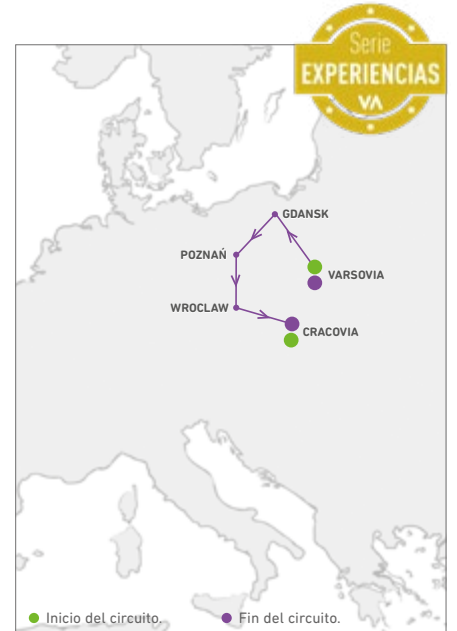 Serie
EXPERIENCIAS
VA
GDANSK
POZNAŃ
VARSOVIA
WROCLAW
CRACOVIA
Inicio del circuito.
Fin del circuito.